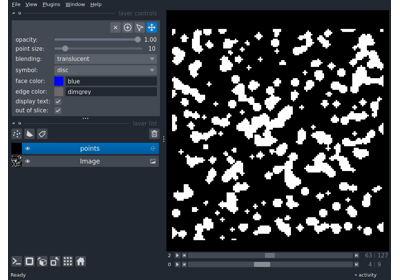 File View Plugins Window Help
layer controls
opacity: 1.00
point size: 10
blending: translucent
symbol: disc
face color: blue
edge color: dimgrey
display text:
out of slice:
layer list
points
Image
2 63 127
0 4 9
Ready activity